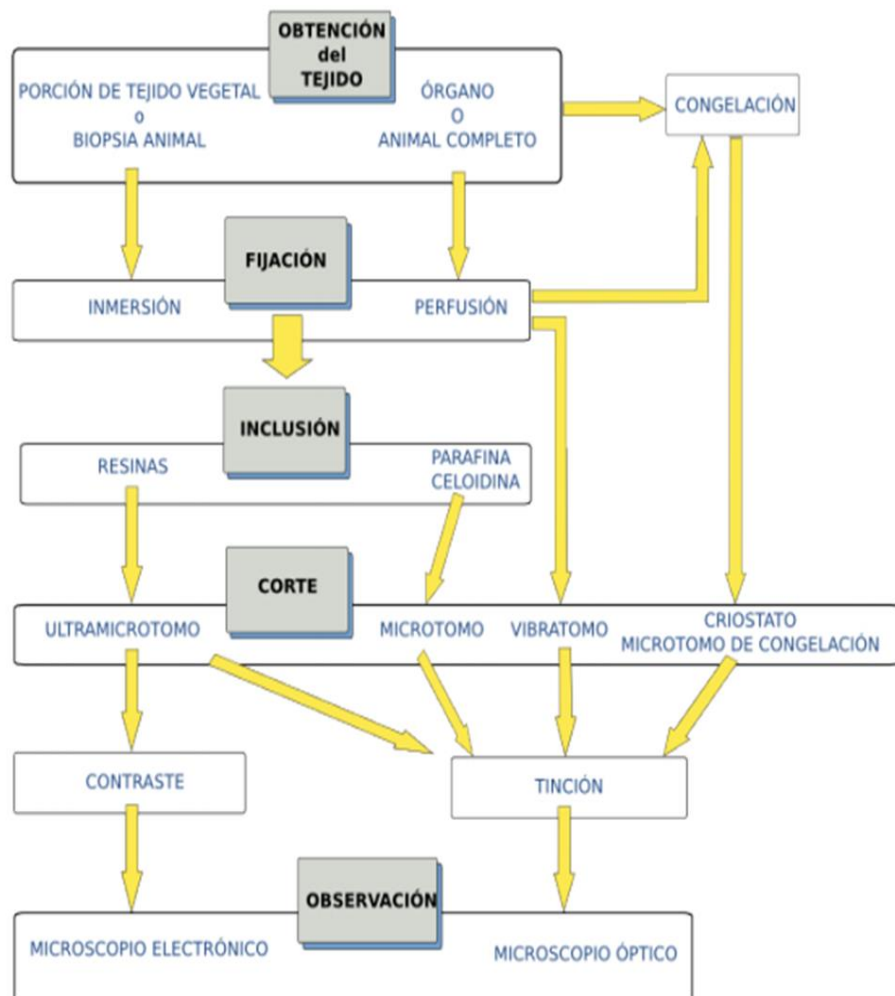 OBTENCIÓN
del
TEJIDO
PORCIÓN DE TEJIDO VEGETAL
o
BIOPSIA ANIMAL
ÓRGANO
O
ANIMAL COMPLETO
CONGELACIÓN
FIJACIÓN
INMERSIÓN
PERFUSIÓN
INCLUSIÓN
RESINAS
PARAFINA
CELOIDINA
CORTE
ULTRAMICROTOMO
MICROTOMO
VIBRATOMO
CRIOSTATO
MICROTOMO DE CONGELACIÓN
CONTRASTE
TINCIÓN
OBSERVACIÓN
MICROSCOPIO ELECTRÓNICO
MICROSCOPIO ÓPTICO